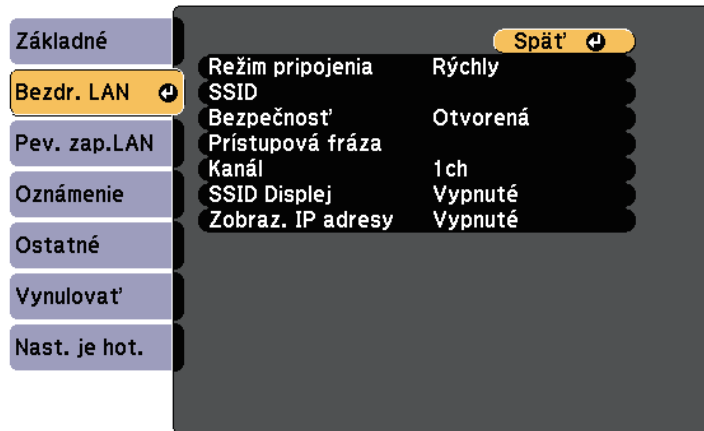 Základné
Bezdr. LAN
Pev. zap.LAN
Oznámenie
Ostatné
Vynulovať
Nast. je hot.
Späť
Režim pripojenia Rýchly
SSID
Bezpečnosť Otvorená
Prístupová fráza
Kanál 1ch
SSID Displej Vypnuté
Zobraz. IP adresy Vypnuté